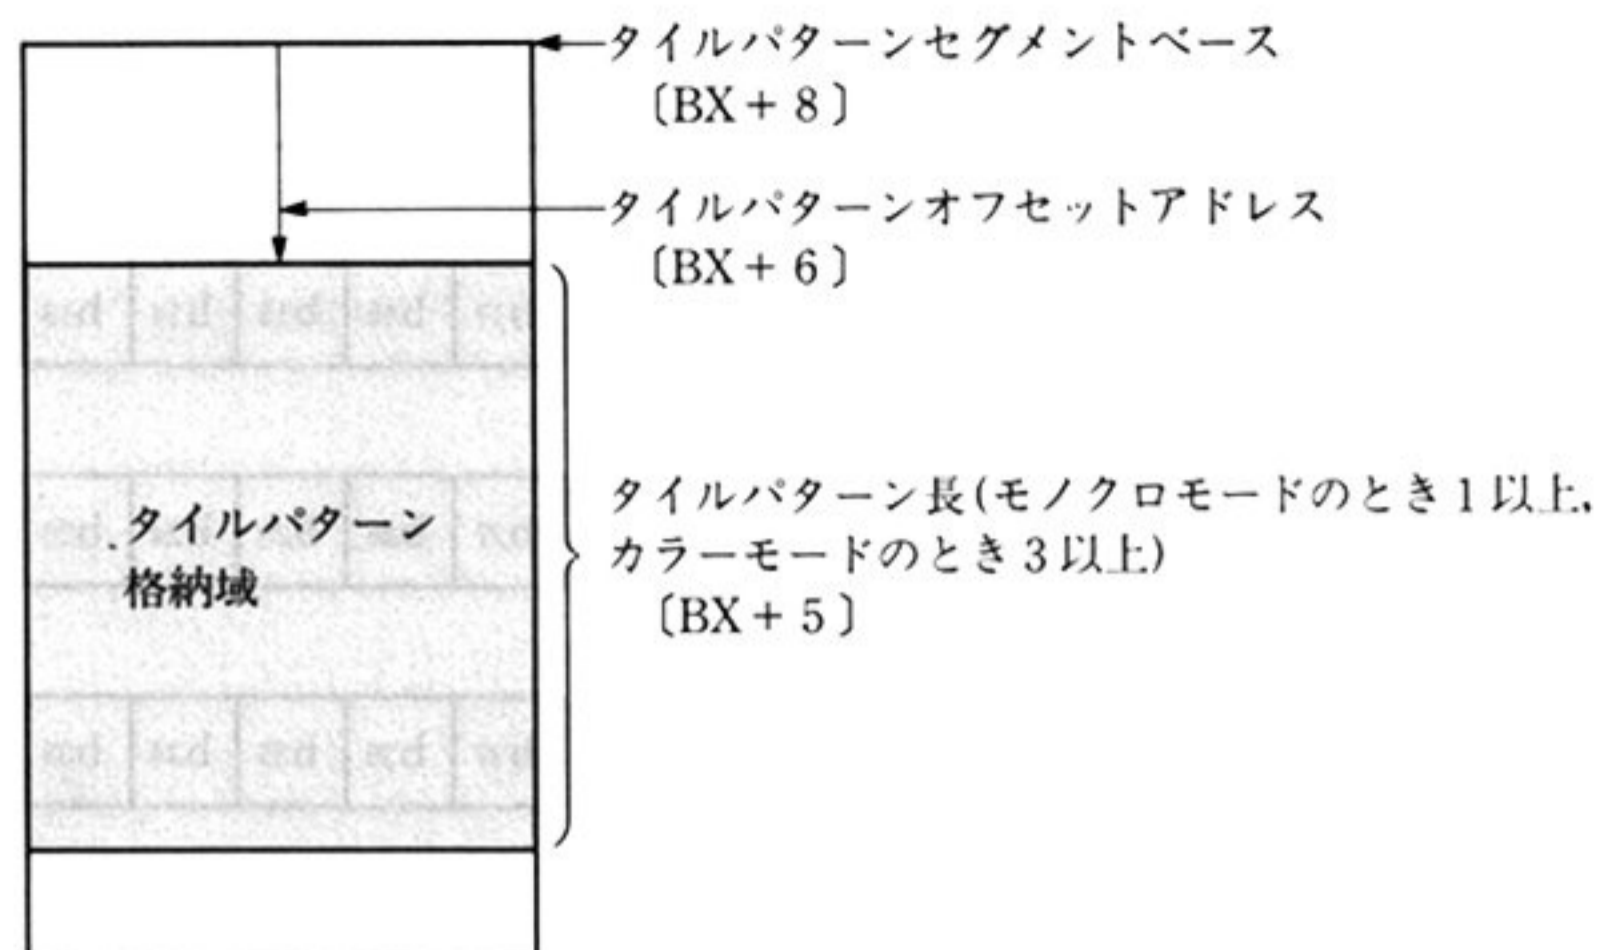 タイルパターンセグメントベース
〔BX + 8〕
タイルパターンオフセットアドレス
〔BX + 6〕
タイルパターン
格納域
タイルパターン長(モノクロモードのとき1以上,
カラーモードのとき3以上)
〔BX + 5〕